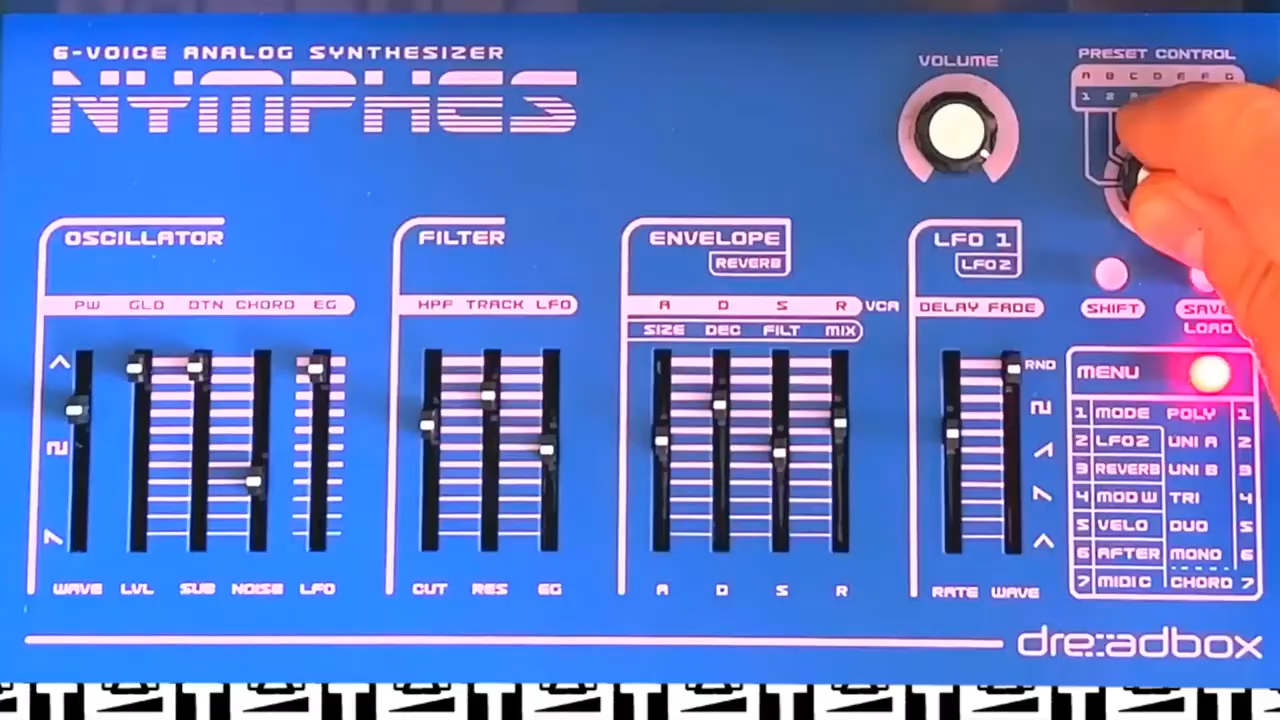 6-VOICE ANALOG SYNTHESIZER
NYMPHES
VOLUME
PRESET CONTROL
A B C D E F G
1 2
OSCILLATOR
FILTER
ENVELOPE
REVERB
LFO 1
LFO 2
SHIFT
SAVE
LOAD
PW GLD DTN CHORD EG
HPF TRACK LFO
A D S R VCA
SIZE DEC FILT MIX
DELAY FADE
RND
MENU
1 MODE POLY 1
2 LFO2 UNI A 2
3 REVERB UNI B 3
4 MOD W TRI 4
5 VELO DUO 5
6 AFTER MONO 6
7 MIDI C CHORD 7
WAVE LVL SUB NOISE LFO
CUT RES EG
A D S R
RATE WAVE
dre:::adbox